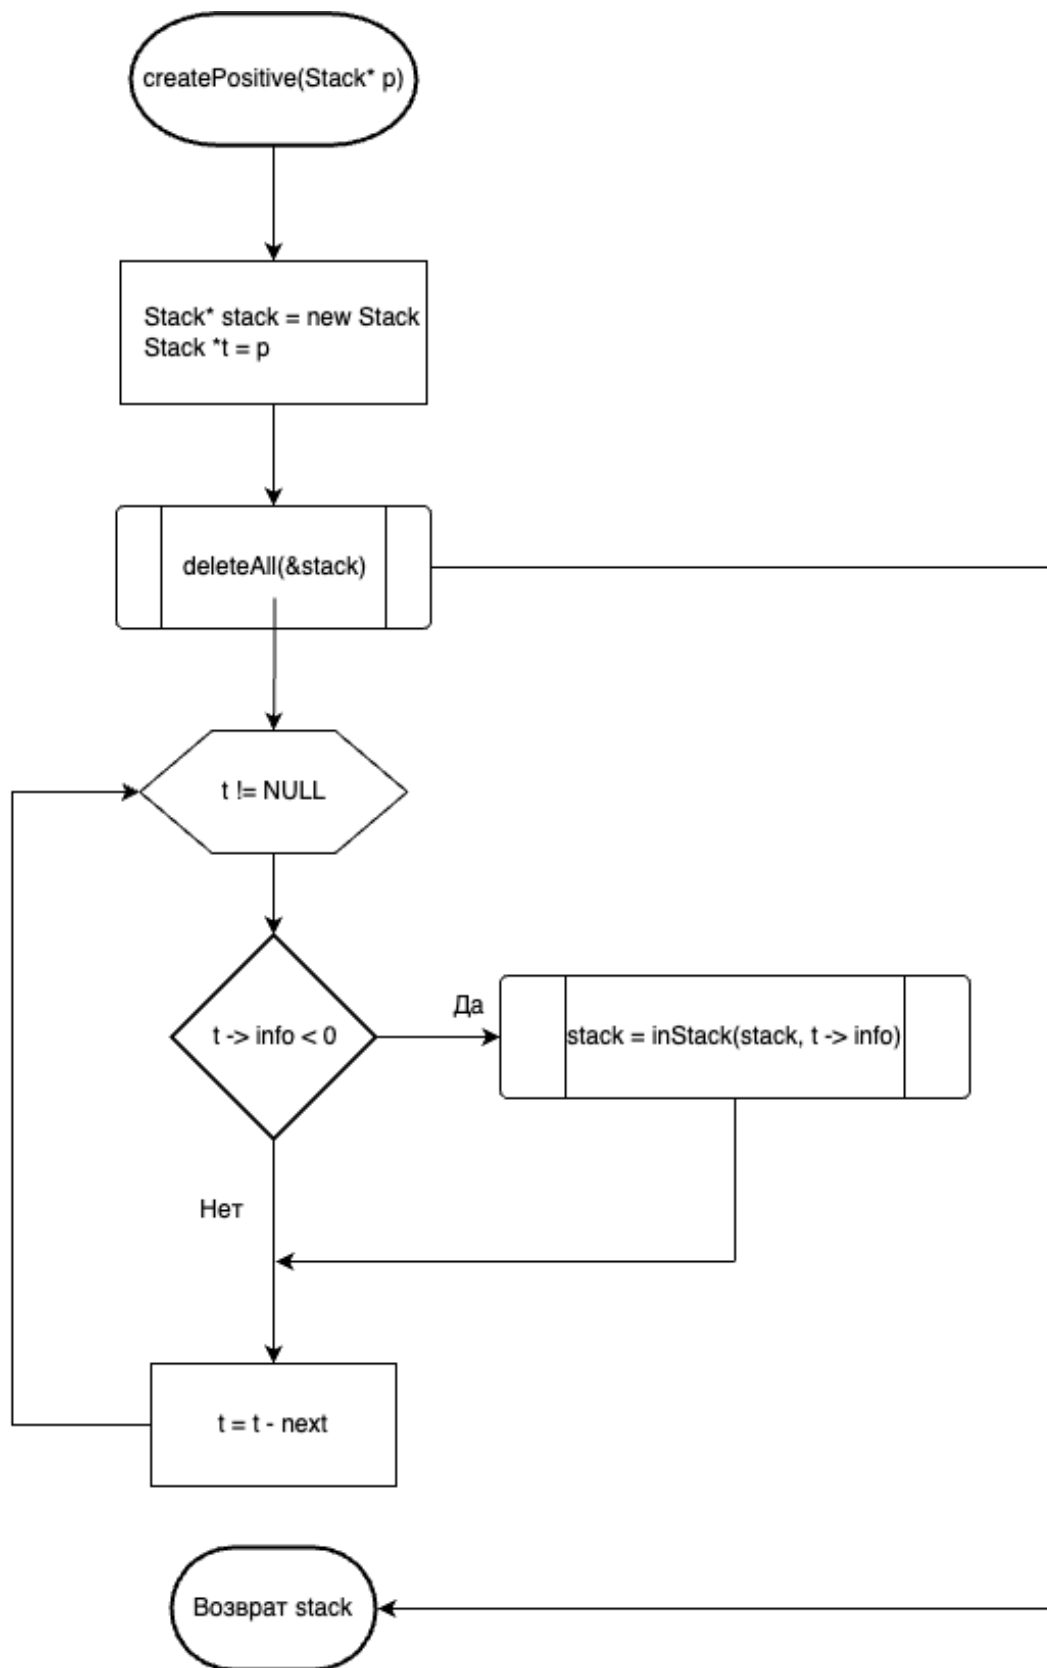 createPositive(Stack* p)
Stack* stack = new Stack
Stack *t = p
deleteAll(&stack)
t != NULL
t -> info < 0
Да
stack = inStack(stack, t -> info)
Нет
t = t - next
Возврат stack